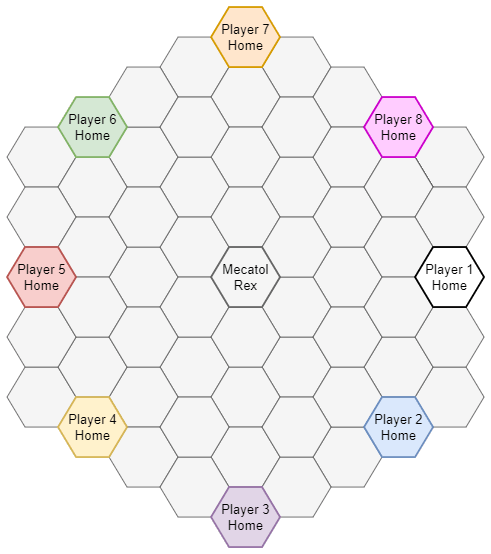 Player 7
Home
Player 6
Home
Player 8
Home
Player 5
Home
Mecatol
Rex
Player 1
Home
Player 4
Home
Player 2
Home
Player 3
Home